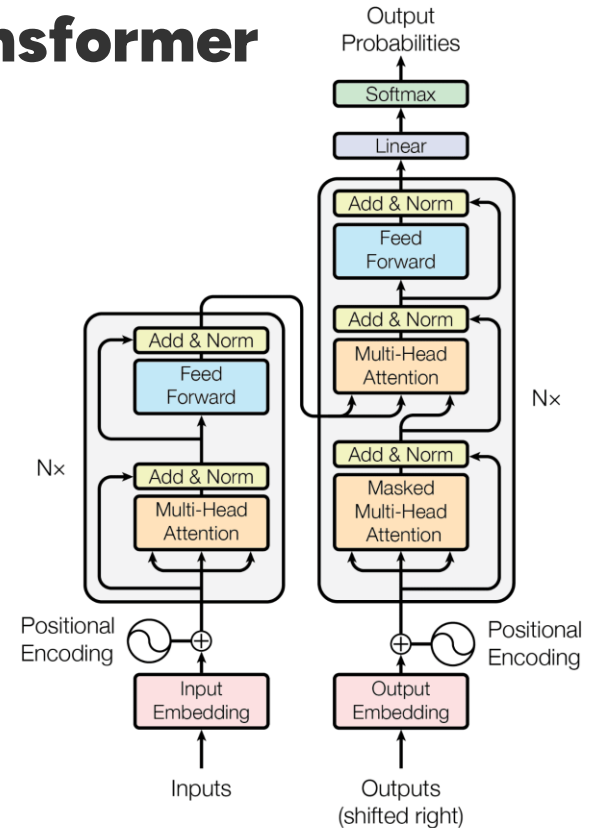 nsformer
Output
Probabilities
Softmax
Linear
Add & Norm
Feed
Forward
Add & Norm
Multi-Head
Attention
Nx
Add & Norm
Masked
Multi-Head
Attention
Positional
Encoding
Output
Embedding
Outputs
(shifted right)
Add & Norm
Feed
Forward
Nx
Add & Norm
Multi-Head
Attention
Positional
Encoding
Input
Embedding
Inputs